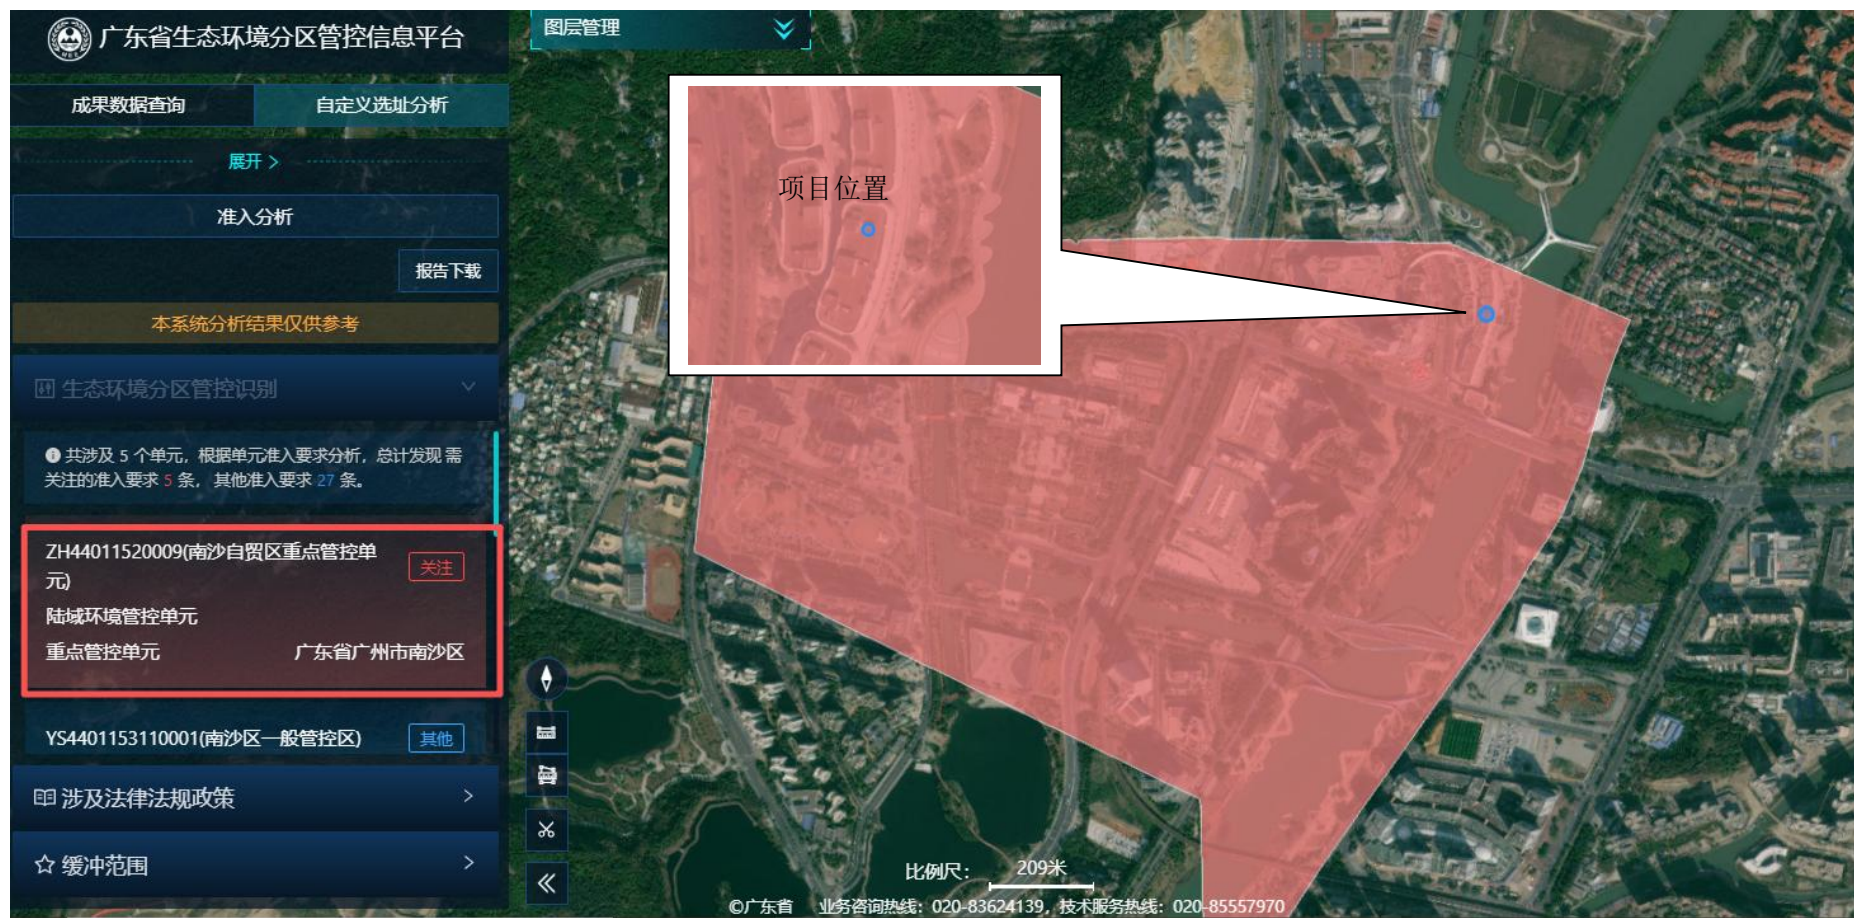 广东省生态环境分区管控信息平台
图层管理
成果数据查询
自定义选址分析
展开 >
准入分析
报告下载
本系统分析结果仅供参考
生态环境分区管控识别
共涉及 5 个单元，根据单元准入要求分析，总计发现 需
关注的准入要求 5 条， 其他准入要求 27 条。
ZH44011520009(南沙自贸区重点管控单
元)
关注
陆域环境管控单元
重点管控单元
广东省广州市南沙区
YS4401153110001(南沙区一般管控区)
其他
涉及法律法规政策
缓冲范围
项目位置
比例尺：
209米
©广东省 业务咨询热线：020-83624139，技术服务热线：020-85557970